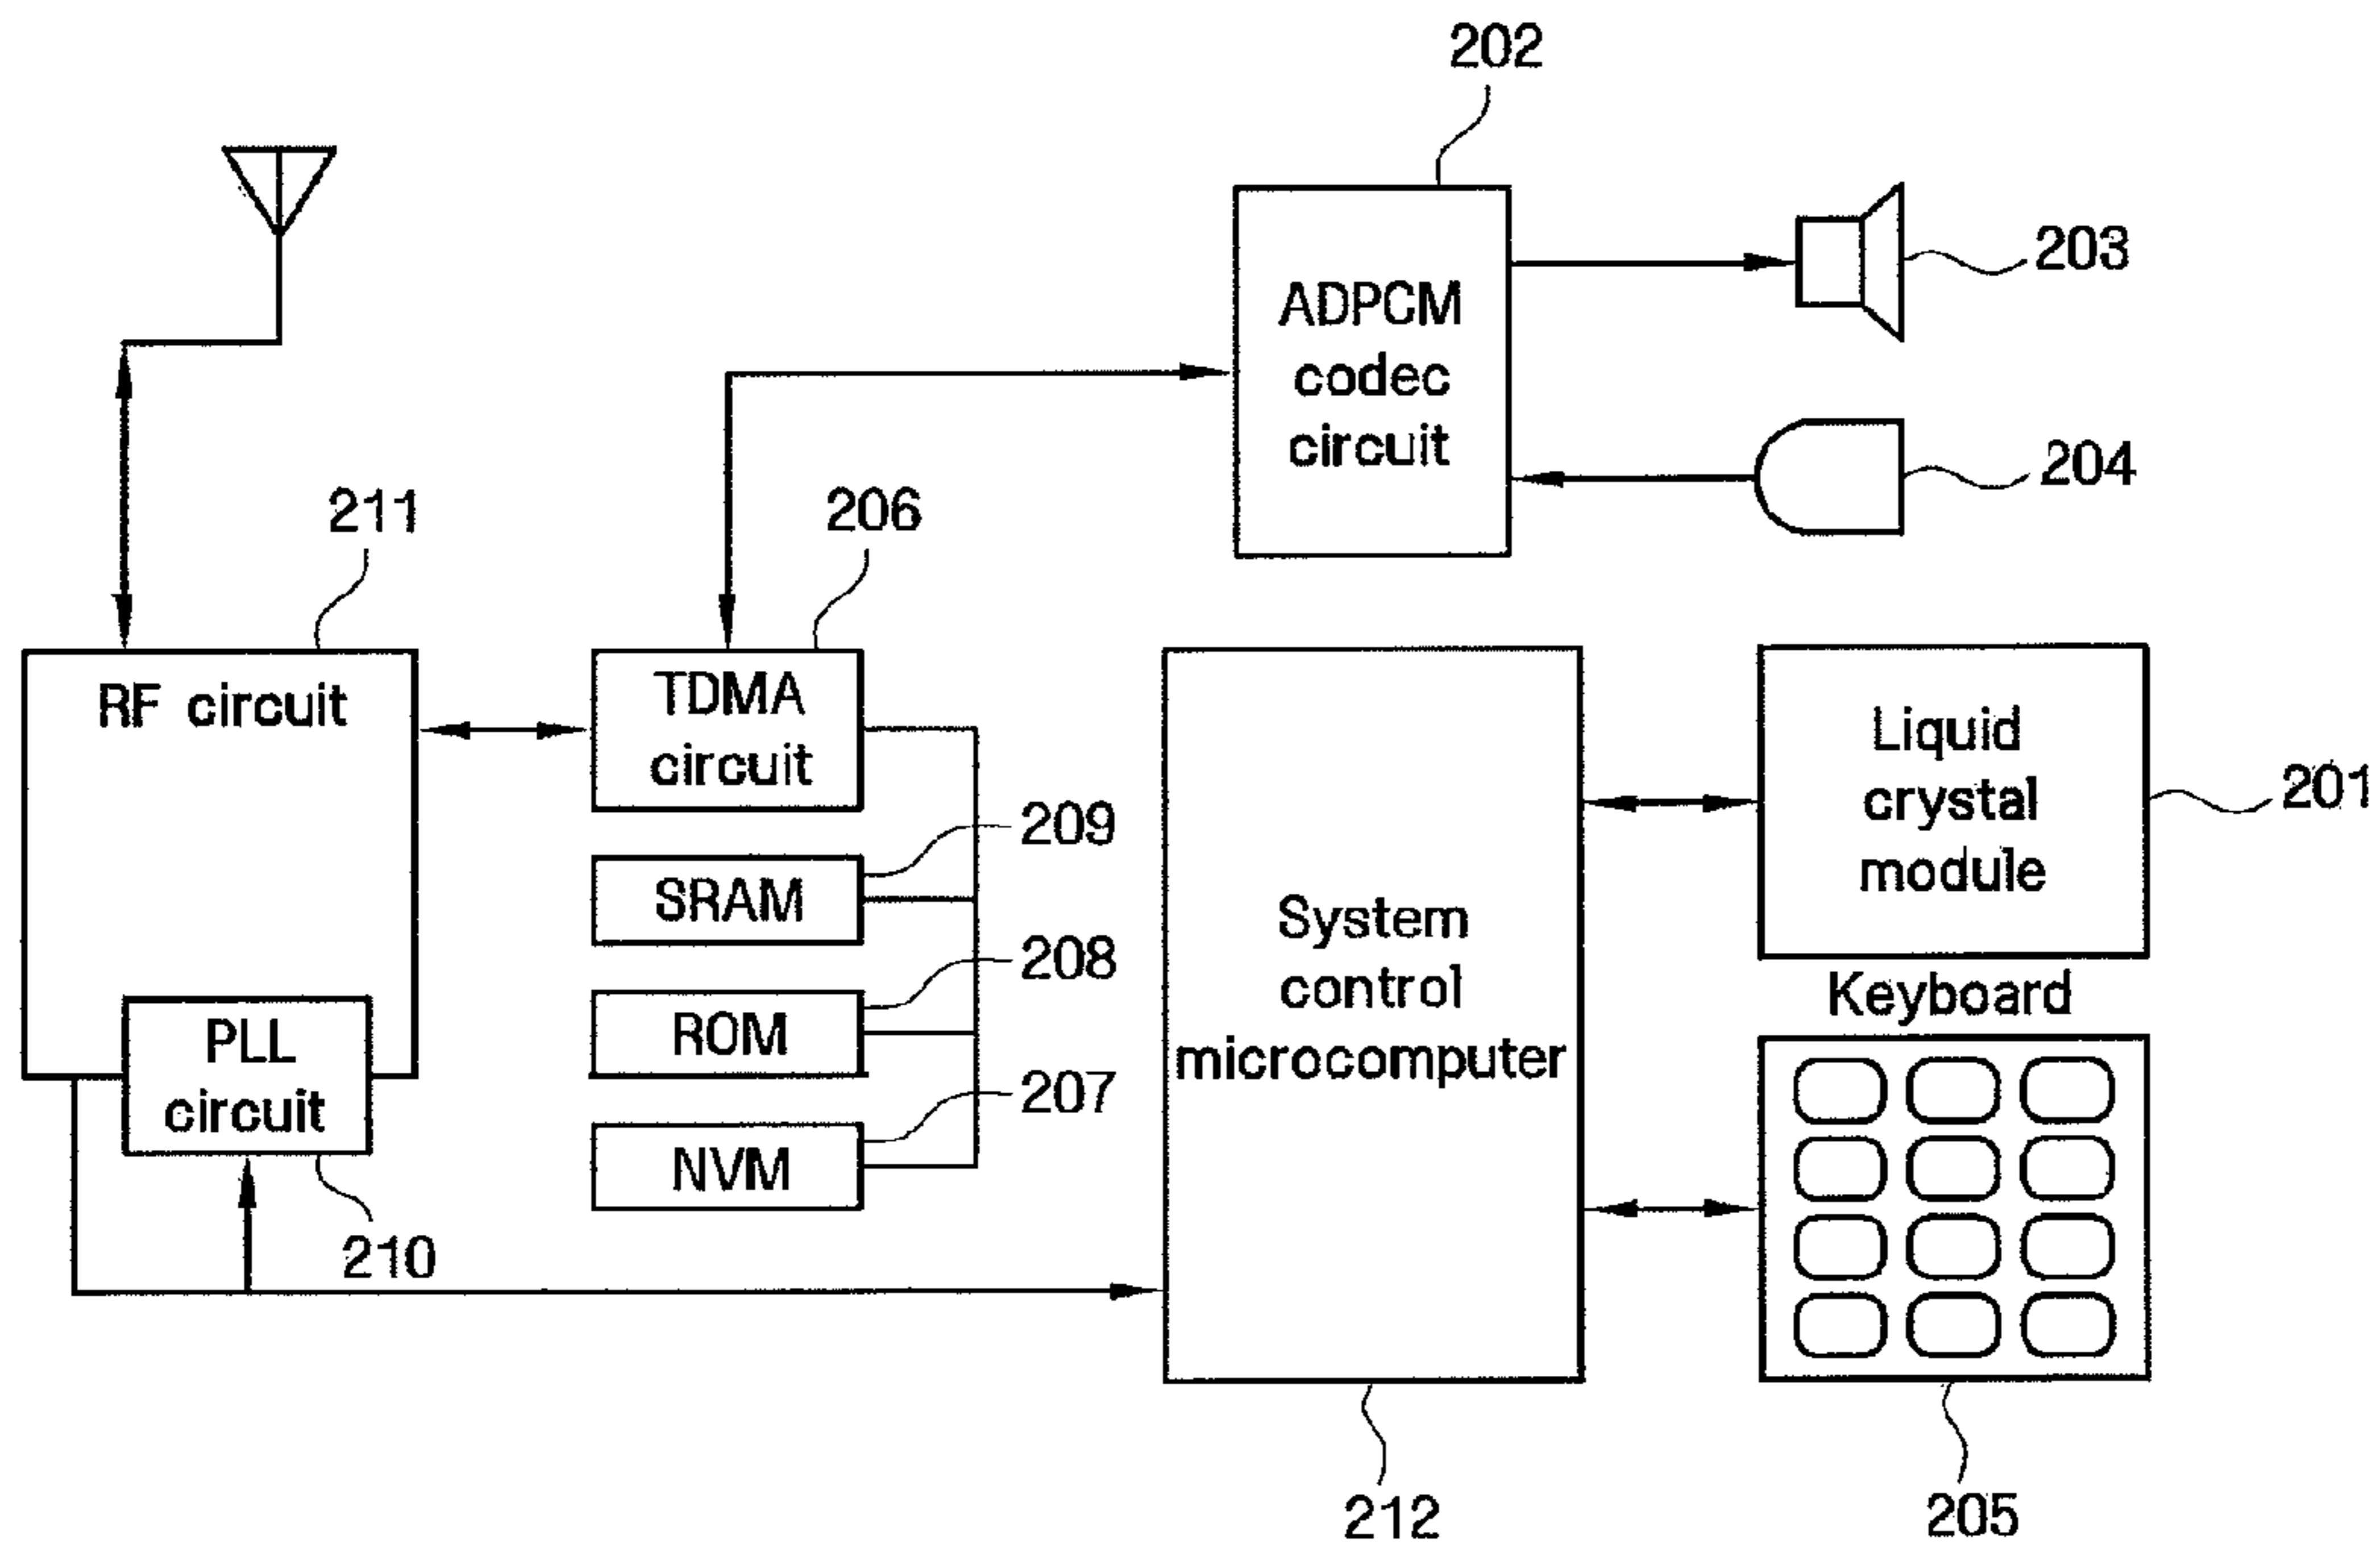 202
ADPCM
codec
circuit
203
204
211
206
RF circuit
TDMA
circuit
209
SRAM
208
ROM
207
NVM
PLL
circuit
210
System
control
microcomputer
212
Liquid
crystal
module
201
Keyboard
205